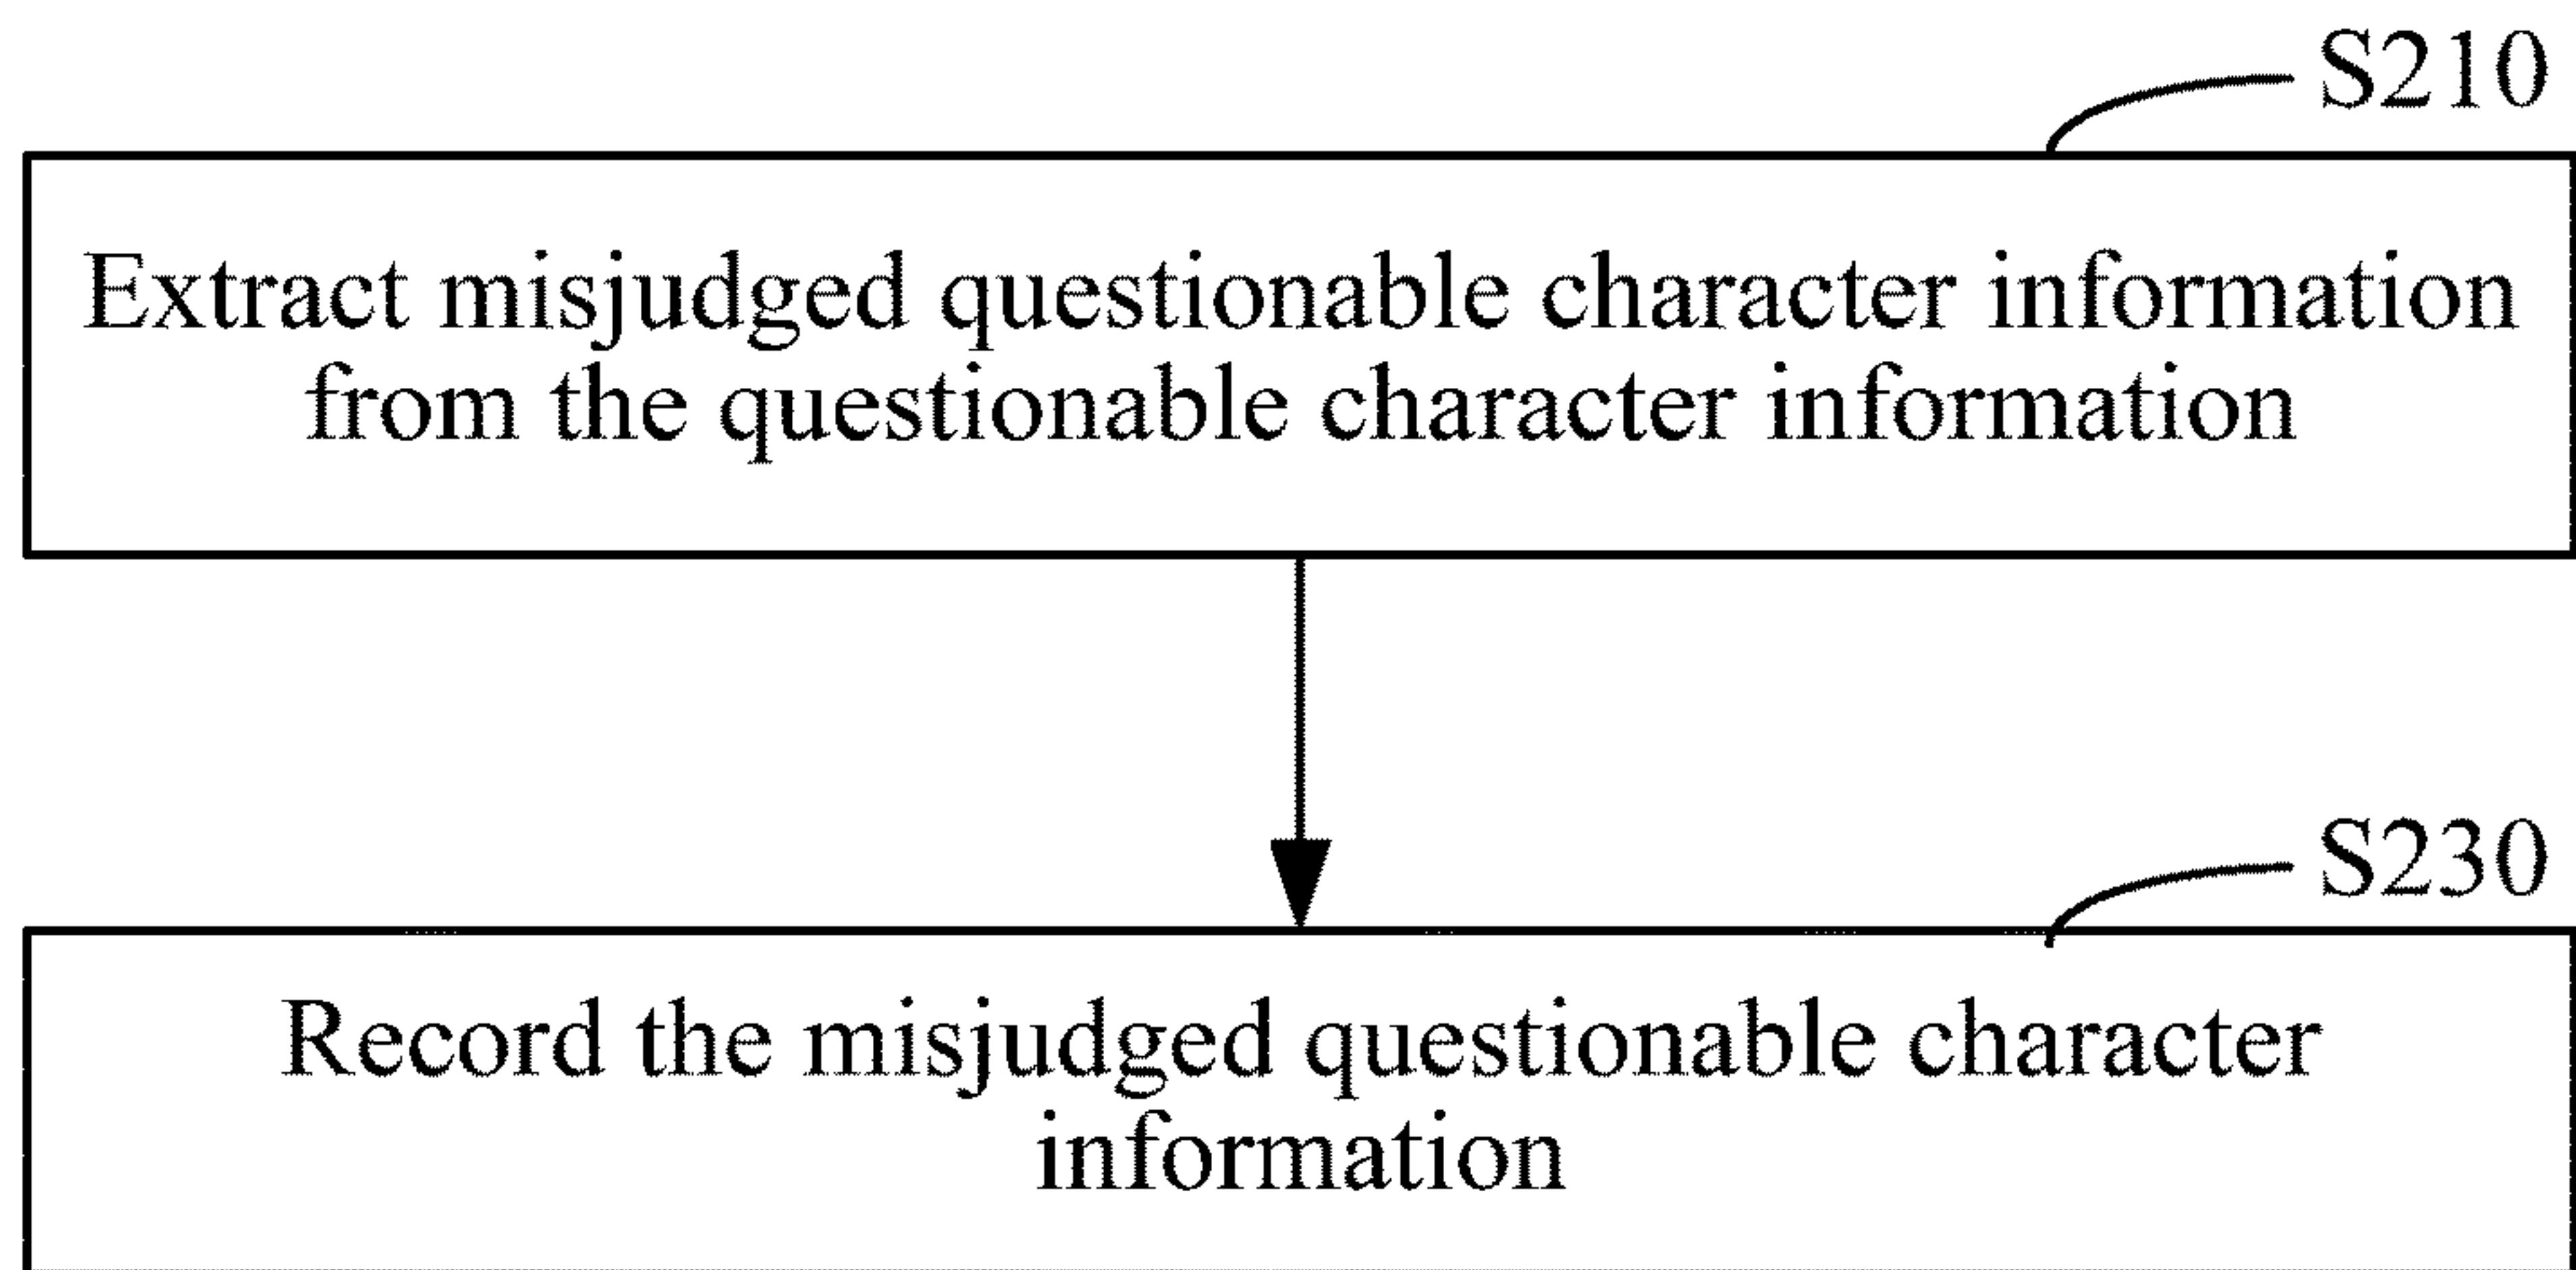 S210
Extract misjudged questionable character information
from the questionable character information
S230
Record the misjudged questionable character
information